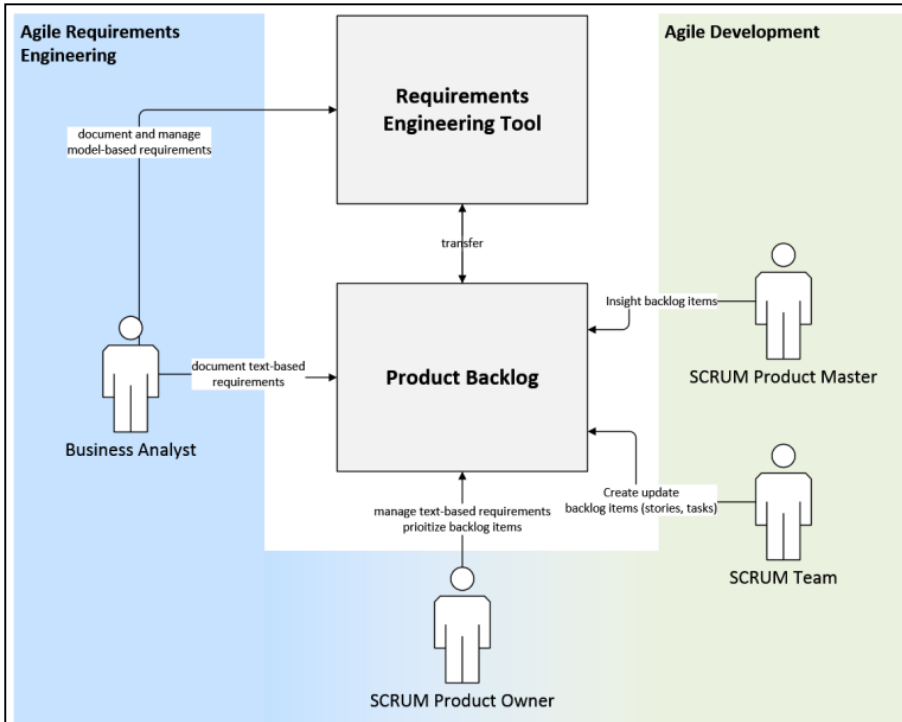 Agile Requirements
Engineering
Agile Development
Requirements
Engineering Tool
document and manage
model-based requirements
transfer
Insight backlog items
SCRUM Product Master
document text-based
requirements
Product Backlog
Business Analyst
Create update
backlog items (stories, tasks)
SCRUM Team
manage text-based requirements
prioitize backlog items
SCRUM Product Owner